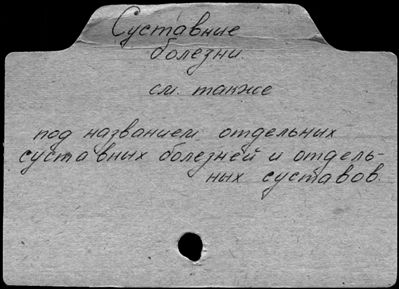 Суставные
болезни.
см. также
под названием отдельных
суставных болезней и отдель-
ных суставов.